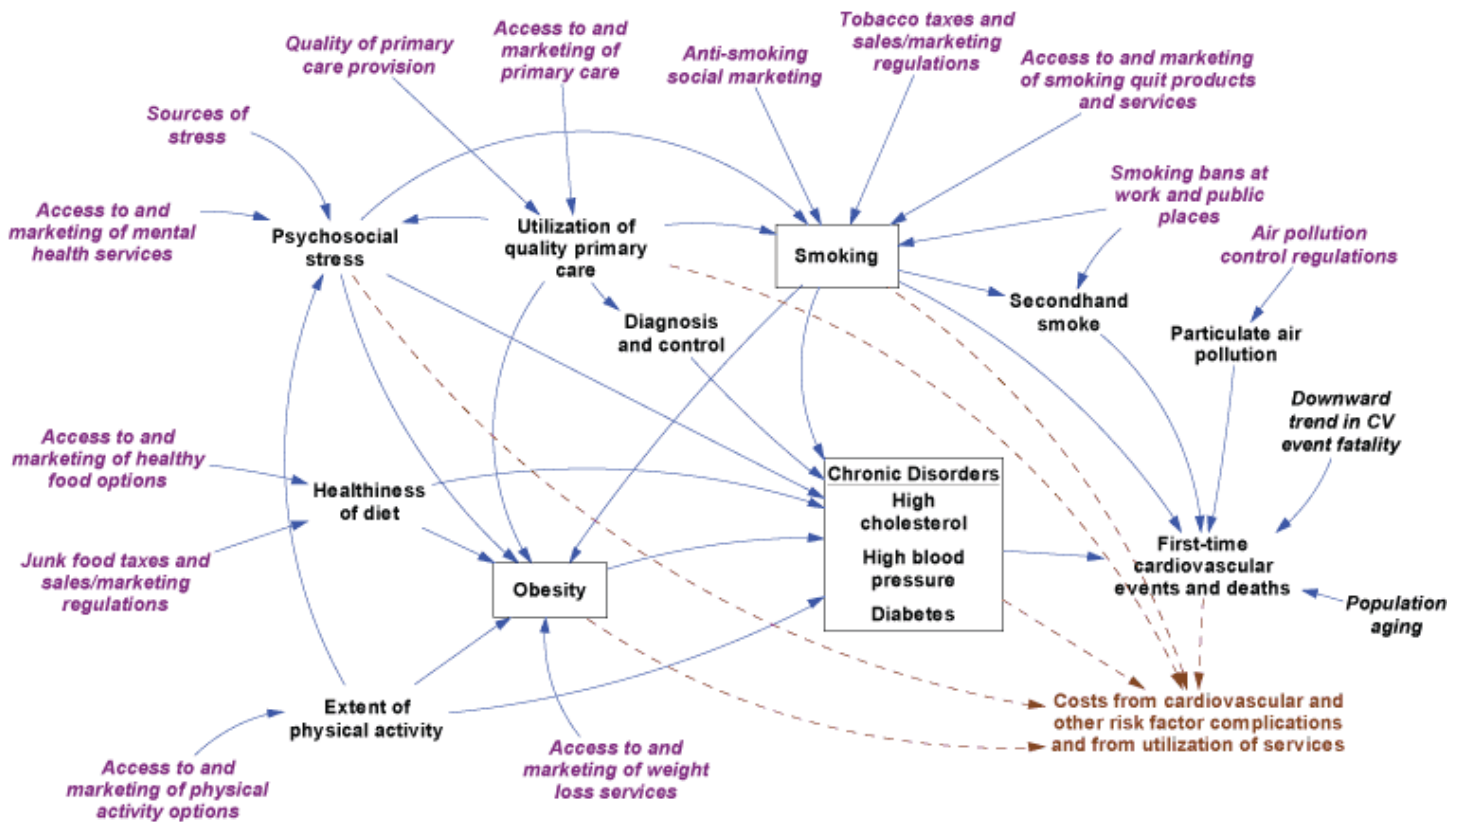 Quality of primary
care provision
Access to and
marketing of
primary care
Anti-smoking
social marketing
Tobacco taxes and
sales/marketing
regulations
Access to and marketing
of smoking quit products
and services
Sources of
stress
Smoking bans at
work and public
places
Access to and
marketing of mental
health services
Psychosocial
stress
Utilization of
quality primary
care
Smoking
Air pollution
control regulations
Secondhand
smoke
Diagnosis
and control
Particulate air
pollution
Downward
trend in CV
event fatality
Access to and
marketing of healthy
food options
Healthiness
of diet
Chronic Disorders
High
cholesterol
High blood
pressure
Diabetes
First-time
cardiovascular
events and deaths
Junk food taxes and
sales/marketing
regulations
Obesity
Population
aging
Extent of
physical activity
Costs from cardiovascular and
other risk factor complications
and from utilization of services
Access to and
marketing of physical
activity options
Access to and
marketing of weight
loss services